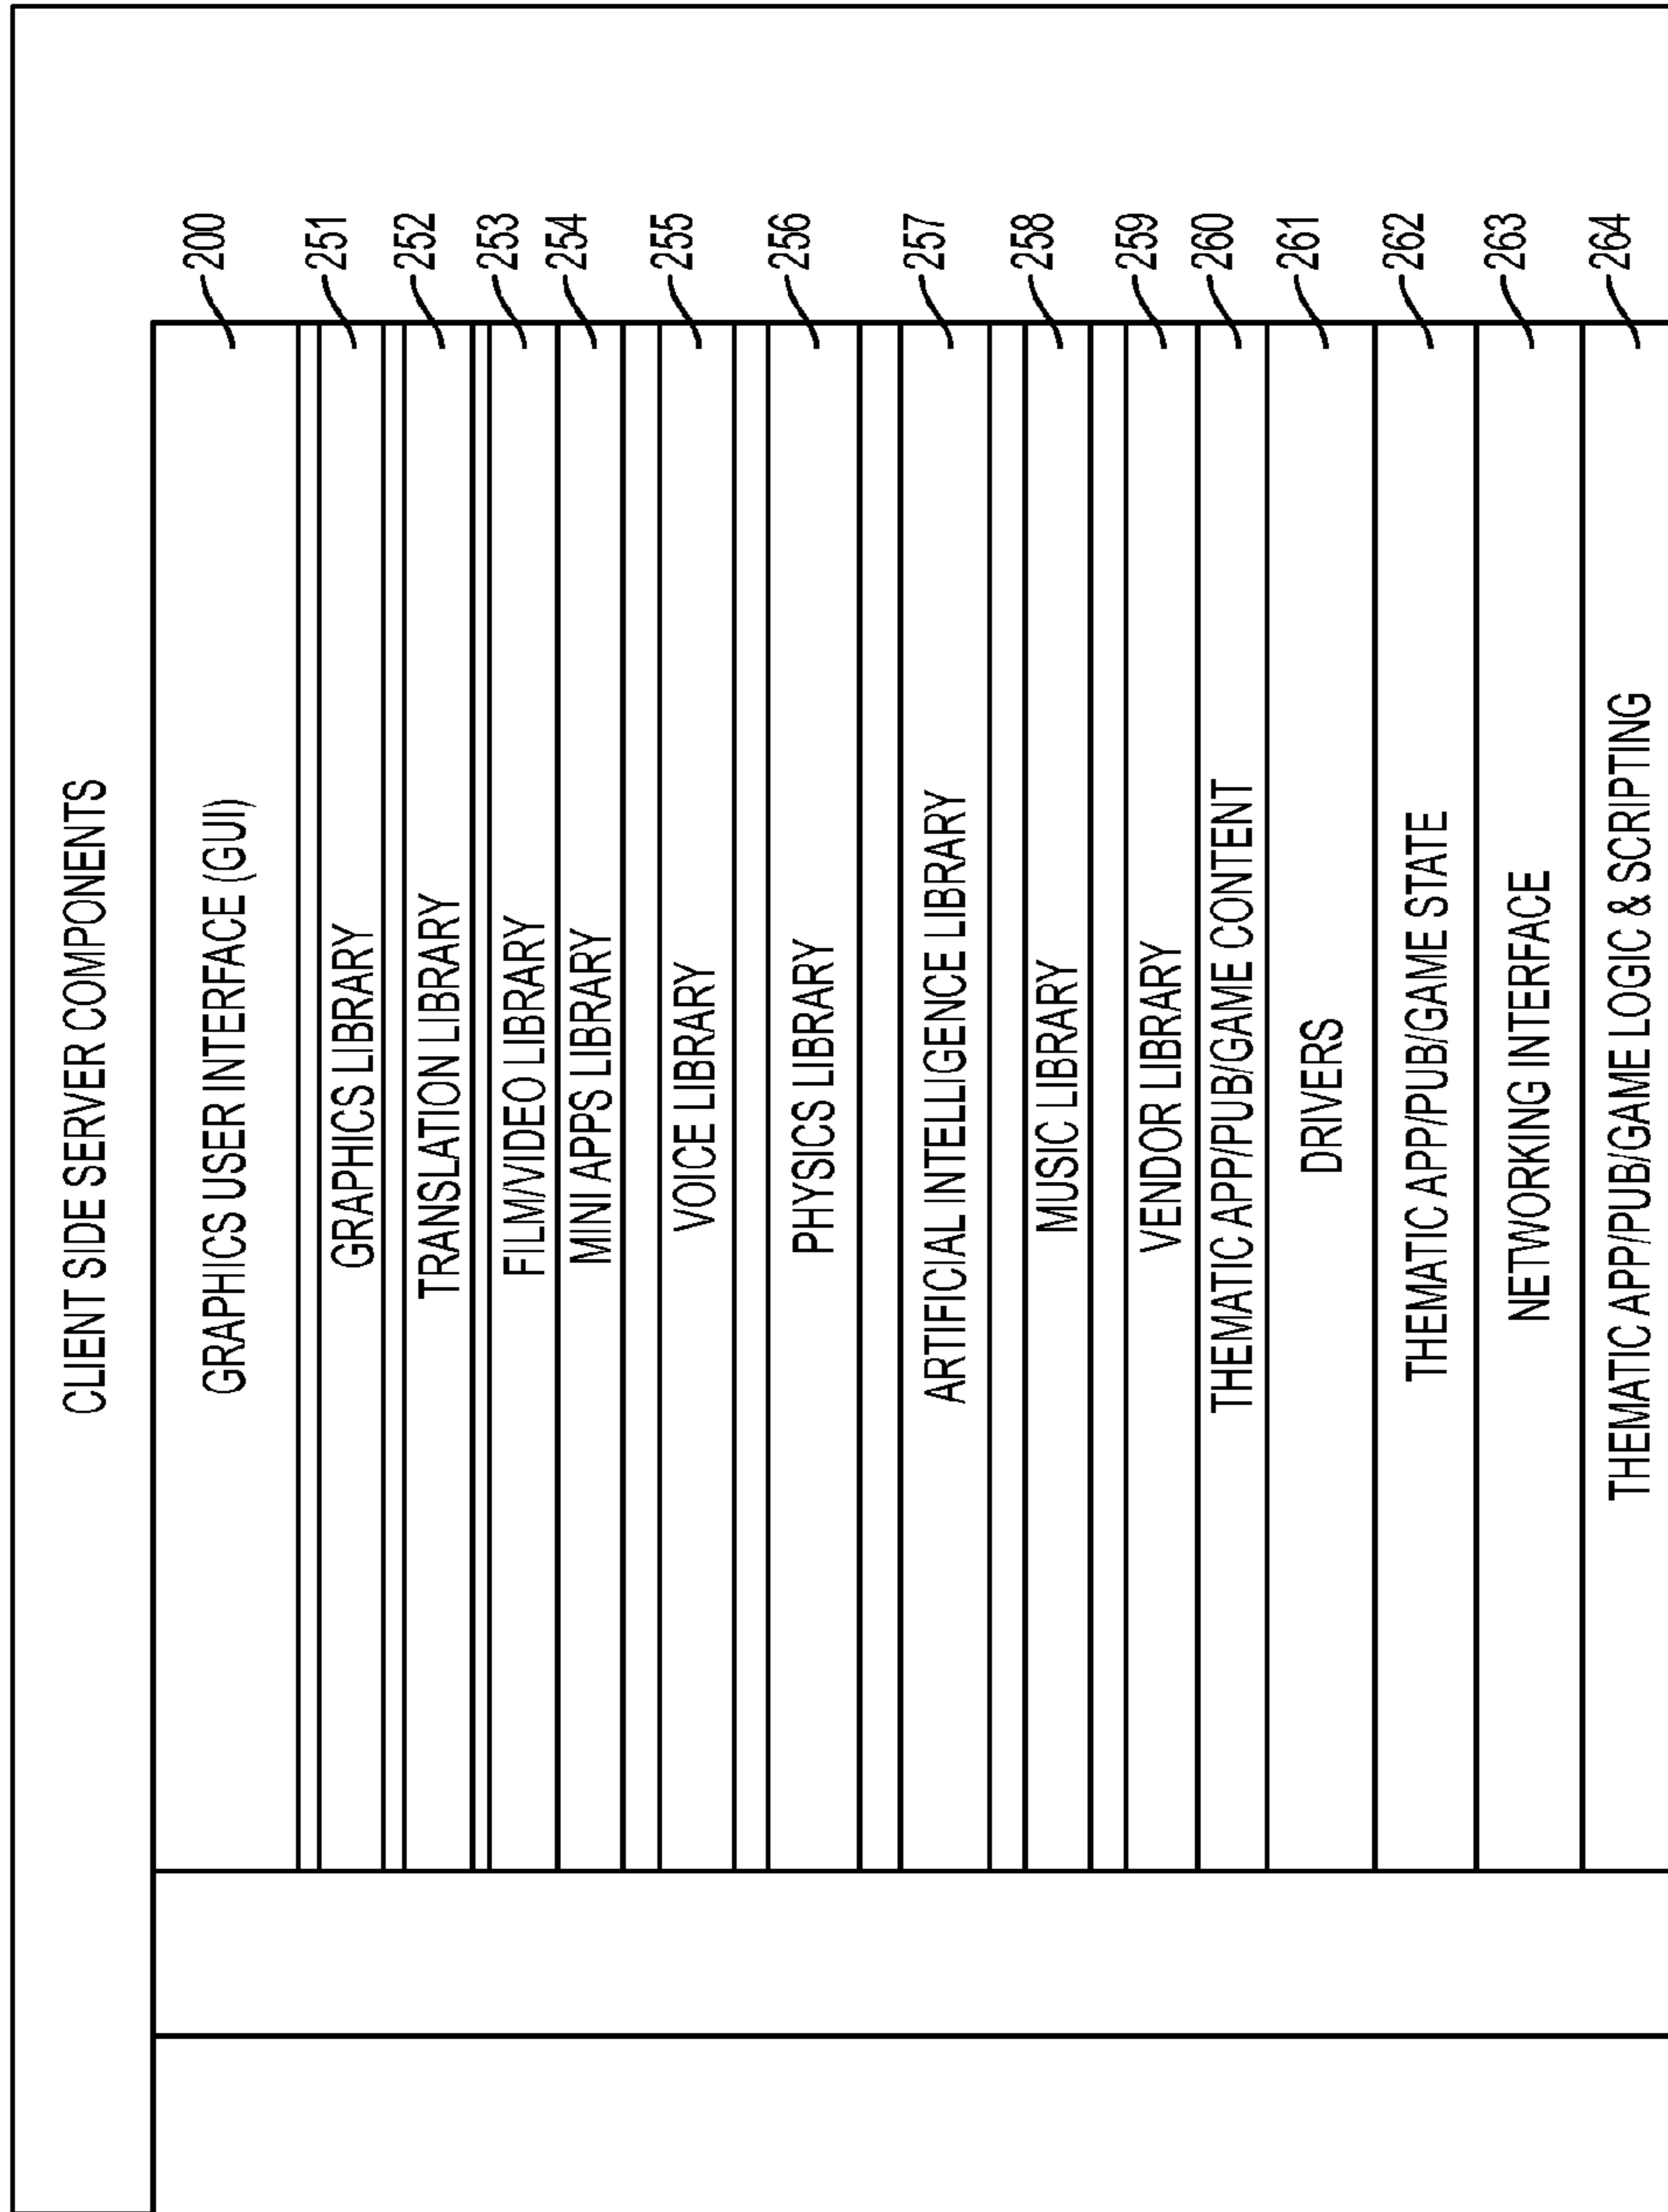 CLIENT SIDE SERVER COMPONENTS
GRAPHICS USER INTERFACE (GUI) 200
GRAPHICS LIBRARY 251
TRANSLATION LIBRARY 252
FILM/VIDEO LIBRARY 253
MINI APPS LIBRARY 254
VOICE LIBRARY 255
PHYSICS LIBRARY 256
ARTIFICIAL INTELLIGENCE LIBRARY 257
MUSIC LIBRARY 258
VENDOR LIBRARY 259
THEMATIC APP/PUB/GAME CONTENT 260
DRIVERS 261
THEMATIC APP/PUB/GAME STATE 262
NETWORKING INTERFACE 263
THEMATIC APP/PUB/GAME LOGIC & SCRIPTING 264